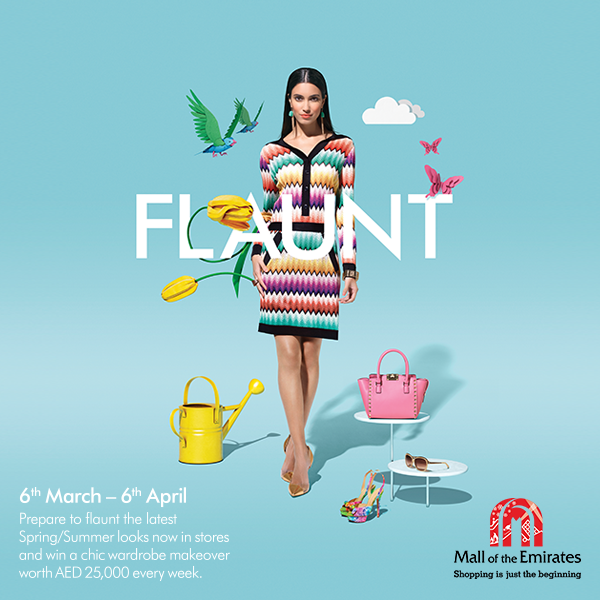 FLAUNT
6th March – 6th April
Prepare to flaunt the latest
Spring/Summer looks now in stores
and win a chic wardrobe makeover
worth AED 25,000 every week.
Mall of the Emirates
Shopping is just the beginning